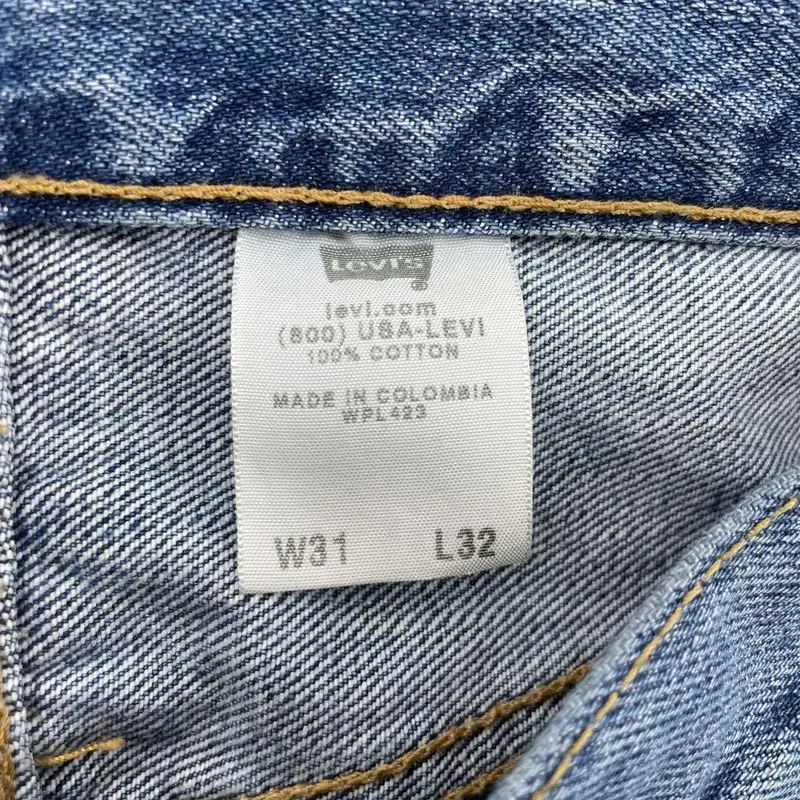 Levi's
levi.com
(800) USA-LEVI
100% COTTON
MADE IN COLOMBIA
WPL423
W31 L32